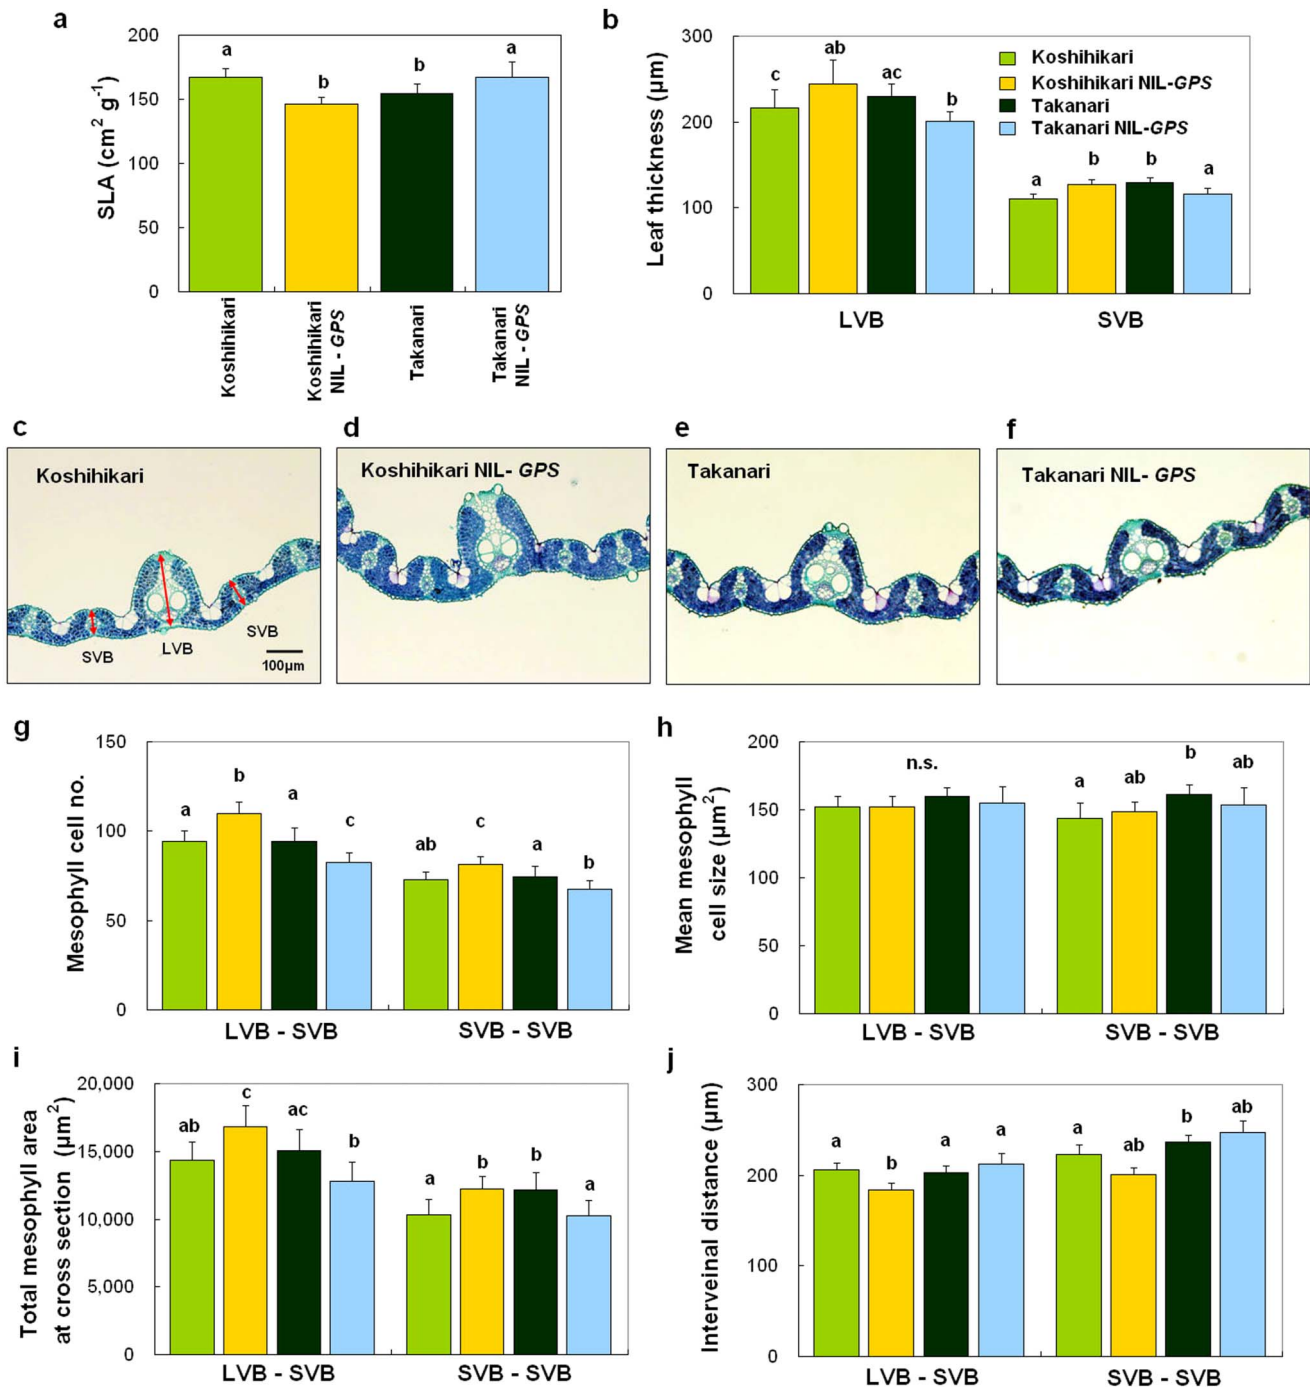 a
SLA (cm² g⁻¹)
200
150
100
50
0
a
b
b
a
Koshihikari
Koshihikari
NIL - GPS
Takanari
Takanari
NIL - GPS
b
Leaf thickness (µm)
300
200
100
0
c
ab
ac
b
a
b
b
a
Koshihikari
Koshihikari NIL-GPS
Takanari
Takanari NIL-GPS
LVB
SVB
c
Koshihikari
SVB
LVB
SVB
100µm
d
Koshihikari NIL- GPS
e
Takanari
f
Takanari NIL- GPS
g
Mesophyll cell no.
150
100
50
0
a
b
a
c
ab
c
a
b
LVB - SVB
SVB - SVB
h
Mean mesophyll
cell size (µm²)
200
150
100
50
0
n.s.
a
ab
b
ab
LVB - SVB
SVB - SVB
i
Total mesophyll area
at cross section (µm²)
20,000
15,000
10,000
5,000
0
ab
c
ac
b
a
b
b
a
LVB - SVB
SVB - SVB
j
Interveinal distance (µm)
300
200
100
0
a
b
a
a
a
ab
b
ab
LVB - SVB
SVB - SVB